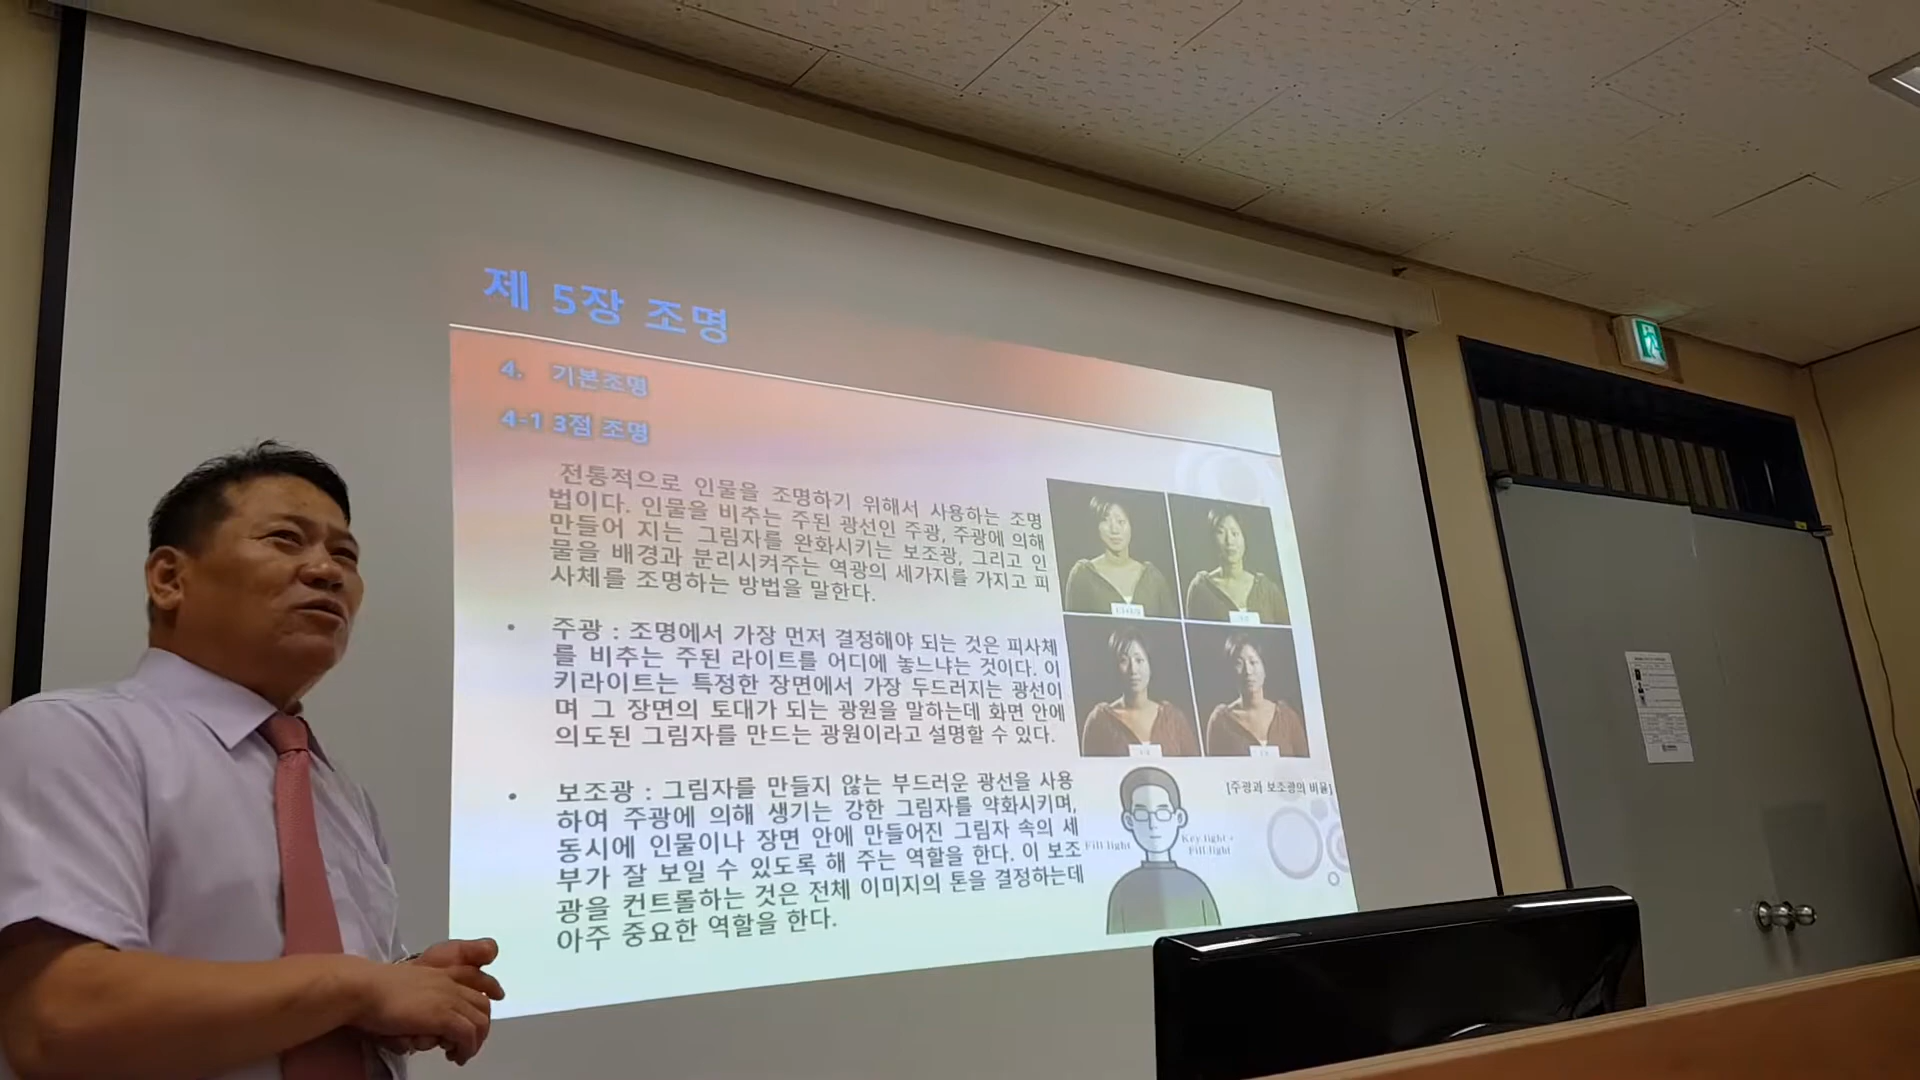 제 5장 조명
4. 기본조명
4-1 3점 조명
전통적으로 인물을 조명하기 위해서 사용하는 조명
법이다. 인물을 비추는 주된 광선인 주광, 주광에 의해
만들어 지는 그림자를 완화시키는 보조광, 그리고 인
물을 배경과 분리시켜주는 역광의 세가지를 가지고 피
사체를 조명하는 방법을 말한다.
• 주광 : 조명에서 가장 먼저 결정해야 되는 것은 피사체
를 비추는 주된 라이트를 어디에 놓느냐는 것이다. 이
키라이트는 특정한 장면에서 가장 두드러지는 광선이
며 그 장면의 토대가 되는 광원을 말하는데 화면 안에
의도된 그림자를 만드는 광원이라고 설명할 수 있다.
• 보조광 : 그림자를 만들지 않는 부드러운 광선을 사용
하여 주광에 의해 생기는 강한 그림자를 약화시키며,
동시에 인물이나 장면 안에 만들어진 그림자 속의 세
부가 잘 보일 수 있도록 해 주는 역할을 한다. 이 보조
광을 컨트롤하는 것은 전체 이미지의 톤을 결정하는데
아주 중요한 역할을 한다.
[주광과 보조광의 비율]
Fill light
Key light +
Fill light